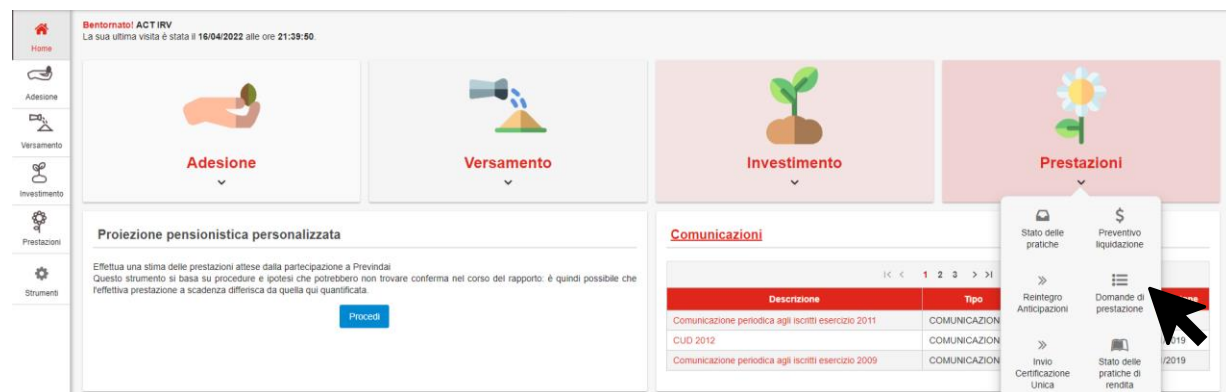 Home
Adesione
Versamento
Investimento
Prestazioni
Strumenti
Bentornato! ACT IRV
La sua ultima visita è stata il 16/04/2022 alle ore 21:39:50.
Adesione
Versamento
Investimento
Prestazioni
Stato delle
pratiche
Preventivo
liquidazione
Reintegro
Anticipazioni
Domande di
prestazione
Invio
Certificazione
Unica
Stato delle
pratiche di
rendita
Proiezione pensionistica personalizzata
Effettua una stima delle prestazioni attese dalla partecipazione a Previndai
Questo strumento si basa su procedure e ipotesi che potrebbero non trovare conferma nel corso del rapporto: è quindi possibile che
l'effettiva prestazione a scadenza differisca da quella qui quantificata.
Procedi
Comunicazioni
1 2 3
Descrizione Tipo
Comunicazione periodica agli iscritti esercizio 2011 COMUNICAZION
CUD 2012 COMUNICAZION
Comunicazione periodica agli iscritti esercizio 2009 COMUNICAZION /2019